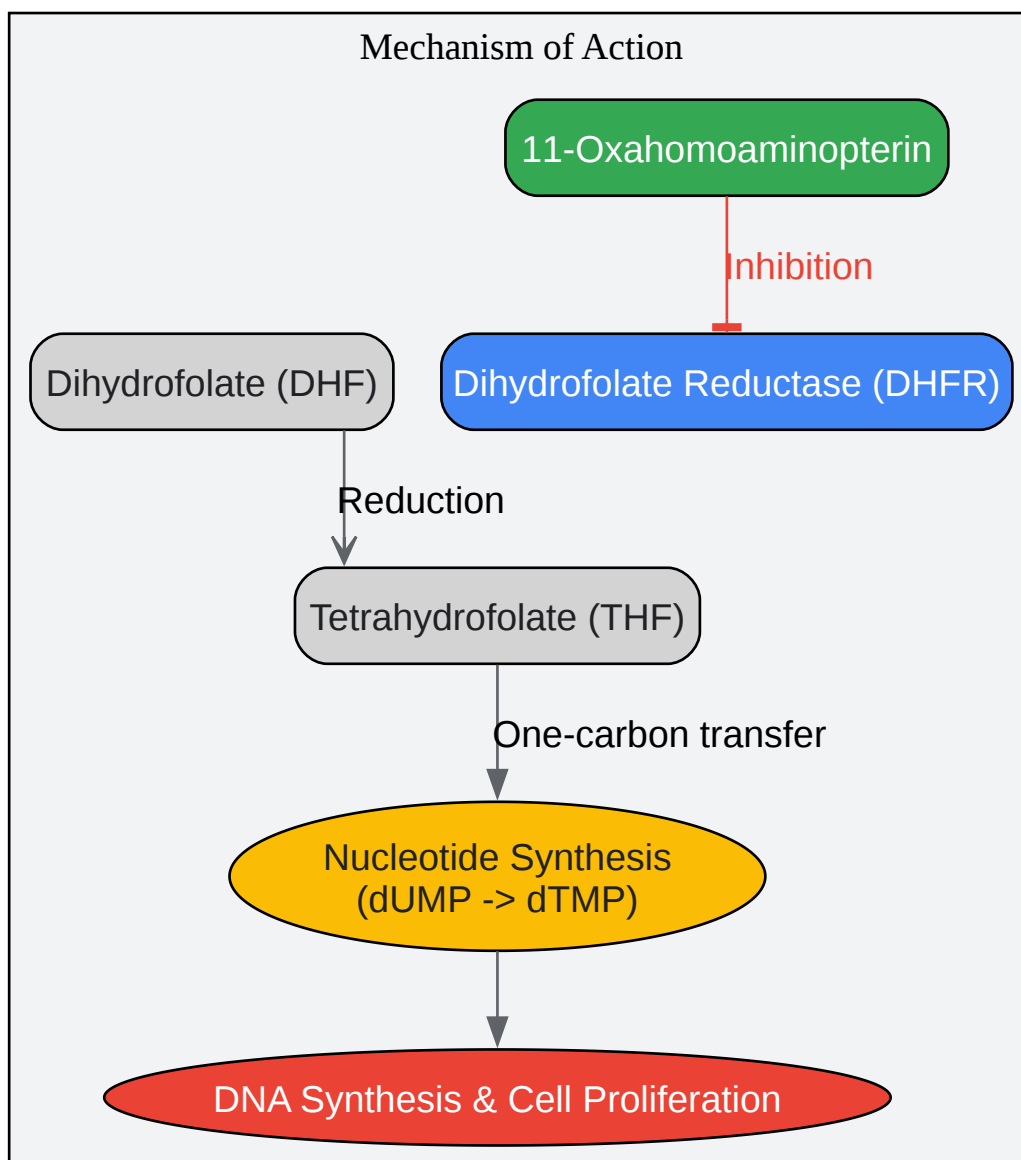 Mechanism of Action
11-Oxahomoaminopterin
Inhibition
Dihydrofolate (DHF)
Dihydrofolate Reductase (DHFR)
Reduction
Tetrahydrofolate (THF)
One-carbon transfer
Nucleotide Synthesis
(dUMP -> dTMP)
DNA Synthesis & Cell Proliferation